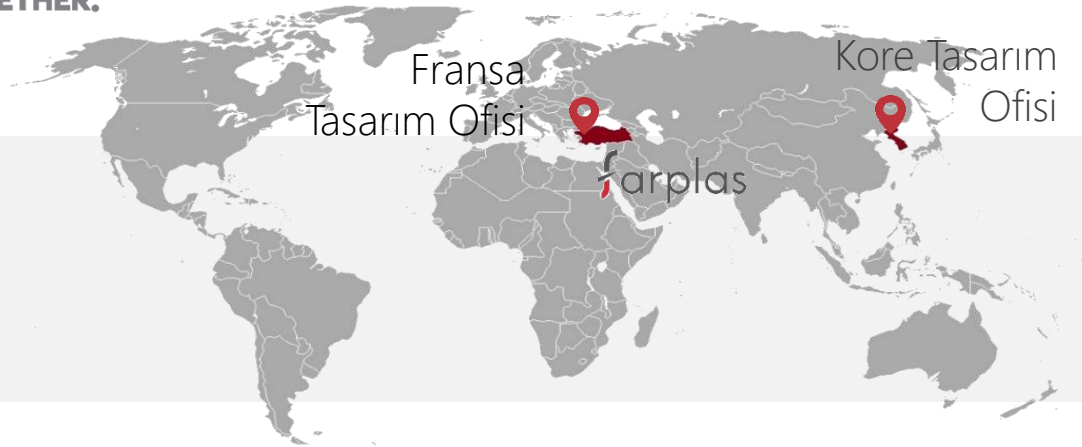 ETHER.
Fransa
Tasarım Ofisi
Kore Tasarım
Ofisi
farplas